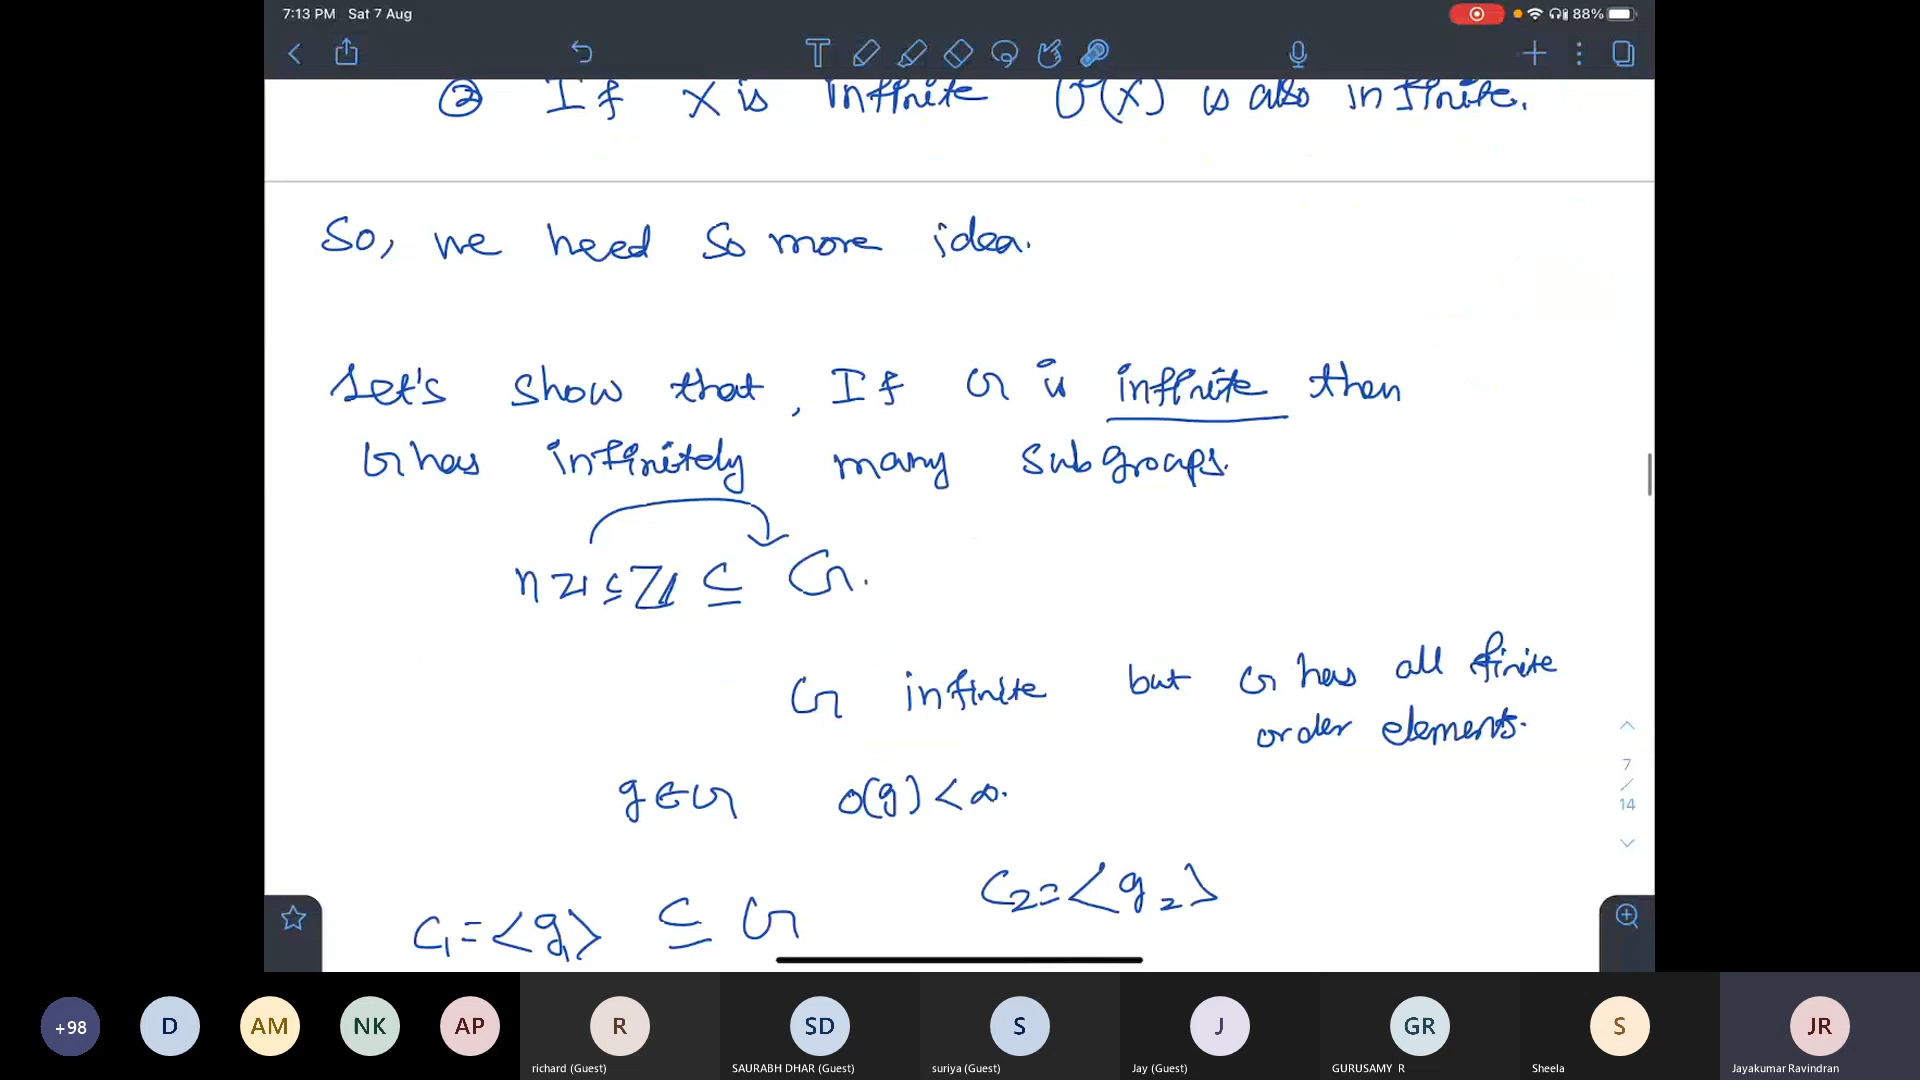 7:13 PM Sat 7 Aug
88%
② If X is infinite σ(X) is also infinite.
So, we need so more idea.
Let's show that, If G is infinite then
G has infinitely many subgroups.
nℤ ⊆ ℤ ⊆ G.
G infinite but G has all finite
order elements.
g∈G o(g) < ∞.
C₂ = <g₂>
C₁ = <g₁> ⊆ G
7
/
14
+98
D
AM
NK
AP
R
SD
S
J
GR
S
JR
richard (Guest)
SAURABH DHAR (Guest)
suriya (Guest)
Jay (Guest)
GURUSAMY R
Sheela
Jayakumar Ravindran